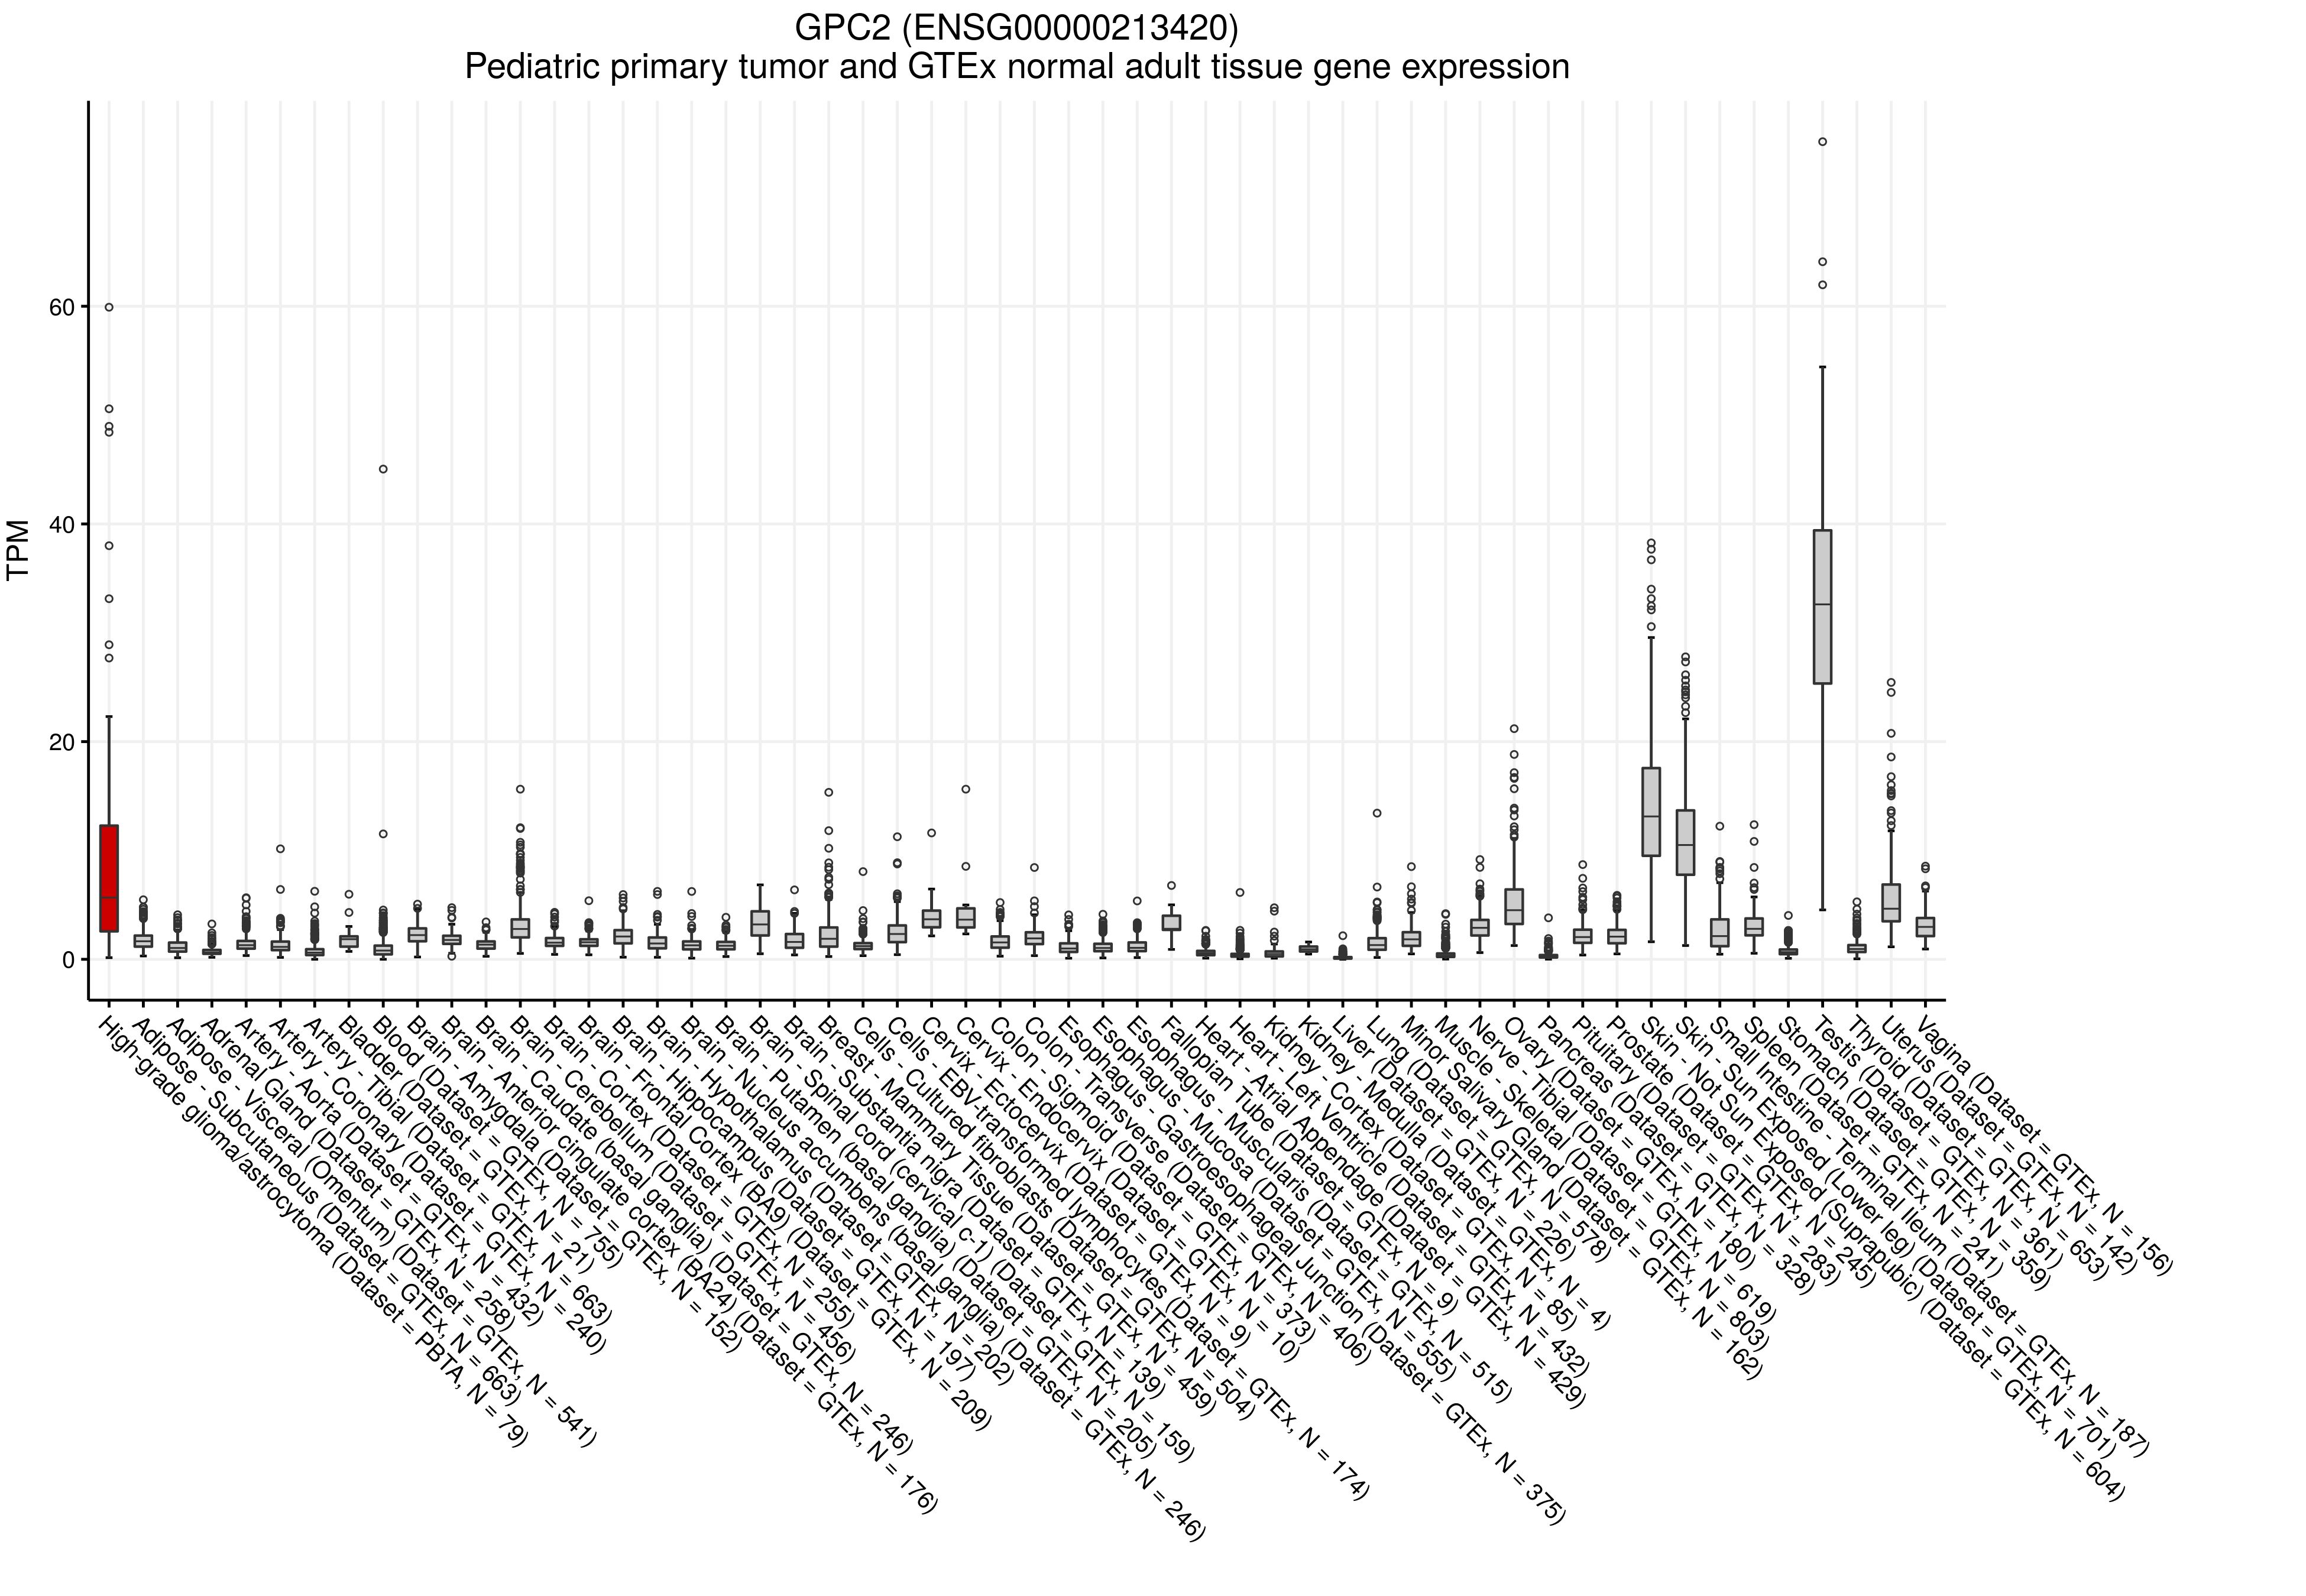 GPC2 (ENSG00000213420)
Pediatric primary tumor and GTEx normal adult tissue gene expression
TPM
60
40
20
0
High-grade glioma/astrocytoma (Dataset = PBTA, N = 79)
Adipose - Subcutaneous (Dataset = GTEx, N = 663)
Adipose - Visceral (Omentum) (Dataset = GTEx, N = 541)
Adrenal Gland (Dataset = GTEx, N = 258)
Artery - Aorta (Dataset = GTEx, N = 432)
Artery - Coronary (Dataset = GTEx, N = 240)
Artery - Tibial (Dataset = GTEx, N = 663)
Bladder (Dataset = GTEx, N = 21)
Blood (Dataset = GTEx, N = 755)
Brain - Amygdala (Dataset = GTEx, N = 152)
Brain - Anterior cingulate cortex (BA24) (Dataset = GTEx, N = 176)
Brain - Caudate (basal ganglia) (Dataset = GTEx, N = 246)
Brain - Cerebellum (Dataset = GTEx, N = 456)
Brain - Cortex (Dataset = GTEx, N = 255)
Brain - Frontal Cortex (BA9) (Dataset = GTEx, N = 209)
Brain - Hippocampus (Dataset = GTEx, N = 197)
Brain - Hypothalamus (Dataset = GTEx, N = 202)
Brain - Nucleus accumbens (basal ganglia) (Dataset = GTEx, N = 246)
Brain - Putamen (basal ganglia) (Dataset = GTEx, N = 205)
Brain - Spinal cord (cervical c-1) (Dataset = GTEx, N = 159)
Brain - Substantia nigra (Dataset = GTEx, N = 139)
Breast - Mammary Tissue (Dataset = GTEx, N = 459)
Cells - Cultured fibroblasts (Dataset = GTEx, N = 504)
Cells - EBV-transformed lymphocytes (Dataset = GTEx, N = 174)
Cervix - Ectocervix (Dataset = GTEx, N = 9)
Cervix - Endocervix (Dataset = GTEx, N = 10)
Colon - Sigmoid (Dataset = GTEx, N = 373)
Colon - Transverse (Dataset = GTEx, N = 406)
Esophagus - Gastroesophageal Junction (Dataset = GTEx, N = 375)
Esophagus - Mucosa (Dataset = GTEx, N = 555)
Esophagus - Muscularis (Dataset = GTEx, N = 515)
Fallopian Tube (Dataset = GTEx, N = 9)
Heart - Atrial Appendage (Dataset = GTEx, N = 429)
Heart - Left Ventricle (Dataset = GTEx, N = 432)
Kidney - Cortex (Dataset = GTEx, N = 85)
Kidney - Medulla (Dataset = GTEx, N = 4)
Liver (Dataset = GTEx, N = 226)
Lung (Dataset = GTEx, N = 578)
Minor Salivary Gland (Dataset = GTEx, N = 162)
Muscle - Skeletal (Dataset = GTEx, N = 803)
Nerve - Tibial (Dataset = GTEx, N = 619)
Ovary (Dataset = GTEx, N = 180)
Pancreas (Dataset = GTEx, N = 328)
Pituitary (Dataset = GTEx, N = 283)
Prostate (Dataset = GTEx, N = 245)
Skin - Not Sun Exposed (Suprapubic) (Dataset = GTEx, N = 604)
Skin - Sun Exposed (Lower leg) (Dataset = GTEx, N = 701)
Small Intestine - Terminal Ileum (Dataset = GTEx, N = 187)
Spleen (Dataset = GTEx, N = 241)
Stomach (Dataset = GTEx, N = 359)
Testis (Dataset = GTEx, N = 361)
Thyroid (Dataset = GTEx, N = 653)
Uterus (Dataset = GTEx, N = 142)
Vagina (Dataset = GTEx, N = 156)